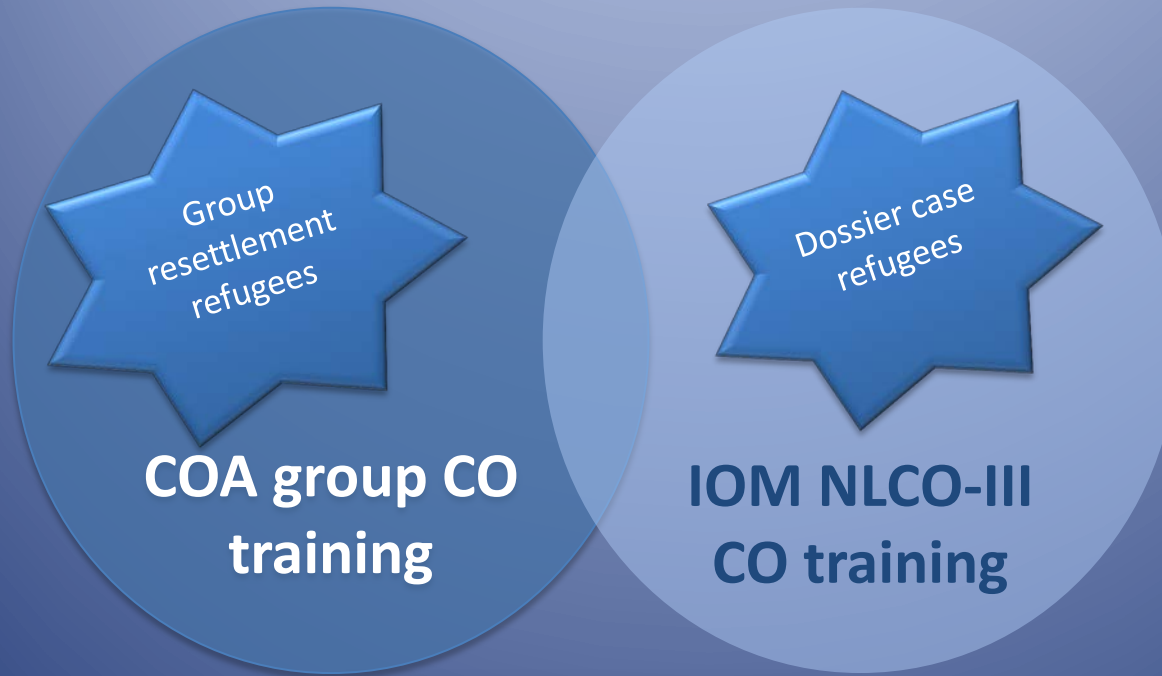 Group
resettlement
refugees
COA group CO
training
Dossier case
refugees
IOM NLCO-III
CO training